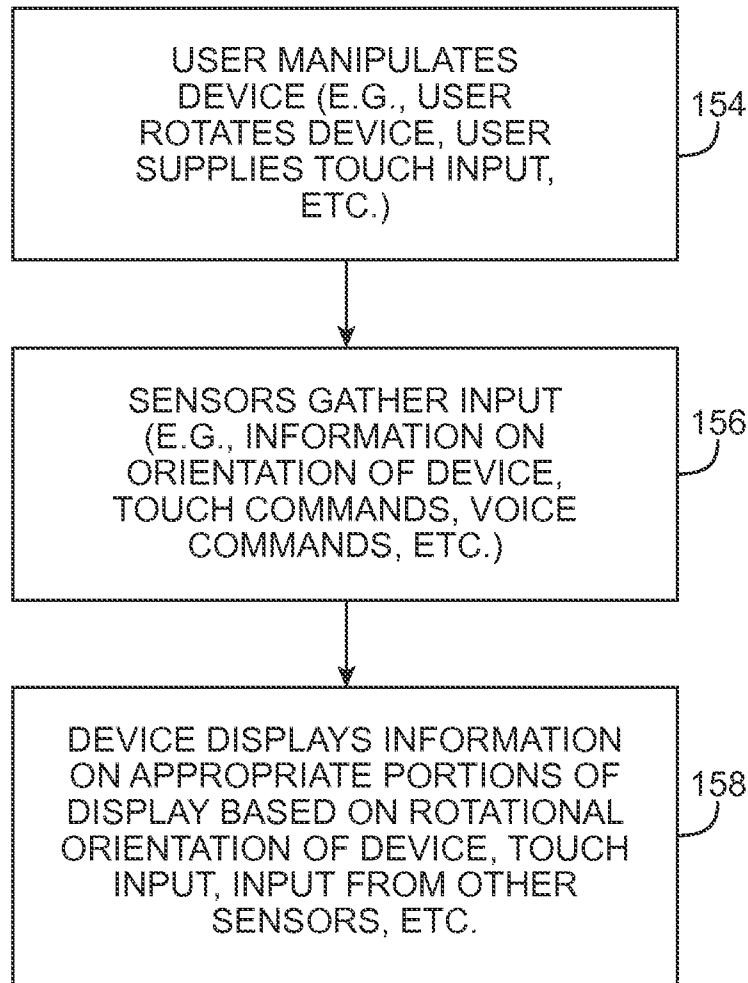 USER MANIPULATES
DEVICE (E.G., USER
ROTATES DEVICE, USER
SUPPLIES TOUCH INPUT,
ETC.)
154
SENSORS GATHER INPUT
(E.G., INFORMATION ON
ORIENTATION OF DEVICE,
TOUCH COMMANDS, VOICE
COMMANDS, ETC.)
156
DEVICE DISPLAYS INFORMATION
ON APPROPRIATE PORTIONS OF
DISPLAY BASED ON ROTATIONAL
ORIENTATION OF DEVICE, TOUCH
INPUT, INPUT FROM OTHER
SENSORS, ETC.
158